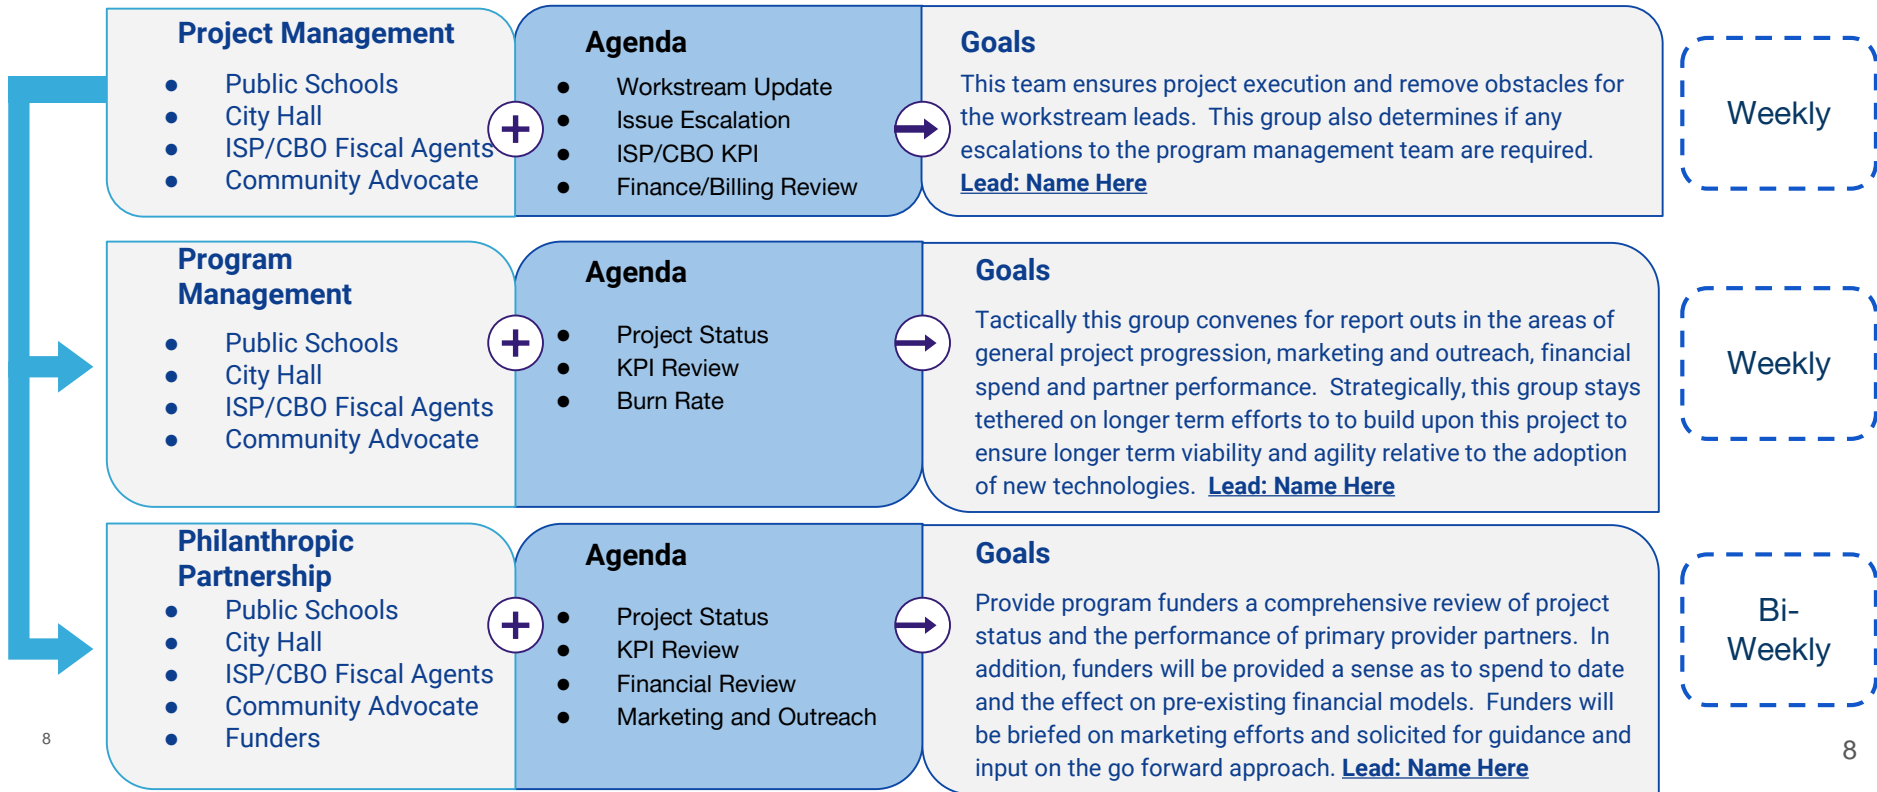 Project Management
● Public Schools
● City Hall
● ISP/CBO Fiscal Agents
● Community Advocate
+
Agenda
● Workstream Update
● Issue Escalation
● ISP/CBO KPI
● Finance/Billing Review
Goals
This team ensures project execution and remove obstacles for
the workstream leads.  This group also determines if any
escalations to the program management team are required.
Lead: Name Here
Weekly
Program
Management
● Public Schools
● City Hall
● ISP/CBO Fiscal Agents
● Community Advocate
+
Agenda
● Project Status
● KPI Review
● Burn Rate
Goals
Tactically this group convenes for report outs in the areas of
general project progression, marketing and outreach, financial
spend and partner performance.  Strategically, this group stays
tethered on longer term efforts to to build upon this project to
ensure longer term viability and agility relative to the adoption
of new technologies.  Lead: Name Here
Weekly
Philanthropic
Partnership
● Public Schools
● City Hall
● ISP/CBO Fiscal Agents
● Community Advocate
● Funders
+
Agenda
● Project Status
● KPI Review
● Financial Review
● Marketing and Outreach
Goals
Provide program funders a comprehensive review of project
status and the performance of primary provider partners.  In
addition, funders will be provided a sense as to spend to date
and the effect on pre-existing financial models.  Funders will
be briefed on marketing efforts and solicited for guidance and
input on the go forward approach. Lead: Name Here
Bi-
Weekly
8
8